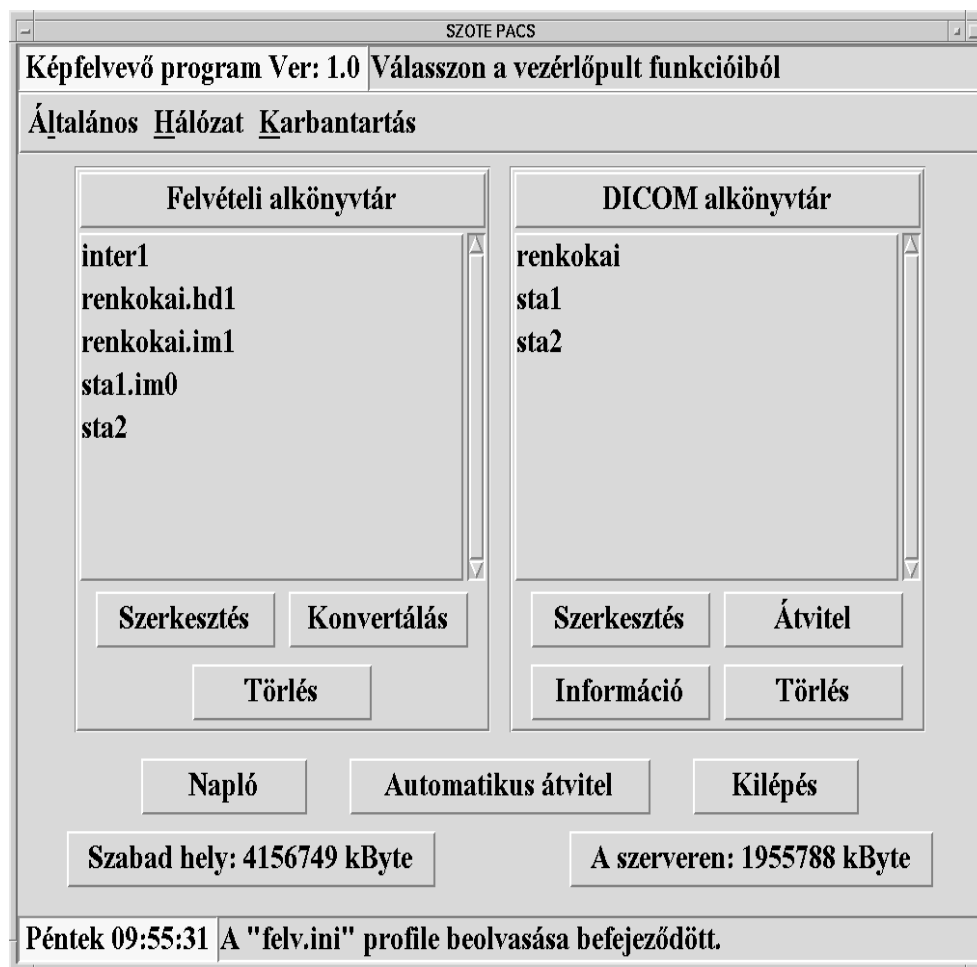 SZOTE PACS
Képfelvevő program Ver: 1.0 Válasszon a vezérlőpult funkcióiból
Általános Hálózat Karbantartás
Felvételi alkönyvtár
inter1
renkokai.hd1
renkokai.im1
sta1.im0
sta2
Szerkesztés Konvertálás
Törlés
DICOM alkönyvtár
renkokai
sta1
sta2
Szerkesztés Átvitel
Információ Törlés
Napló Automatikus átvitel Kilépés
Szabad hely: 4156749 kByte A szerveren: 1955788 kByte
Péntek 09:55:31 A "felv.ini" profile beolvasása befejeződött.